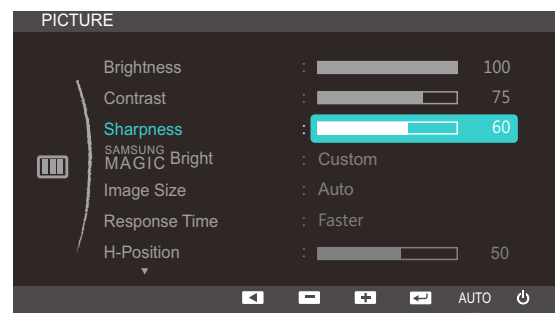 PICTURE
Brightness : 100
Contrast : 75
Sharpness : 60
SAMSUNG
MAGIC Bright : Custom
Image Size : Auto
Response Time : Faster
H-Position : 50
AUTO